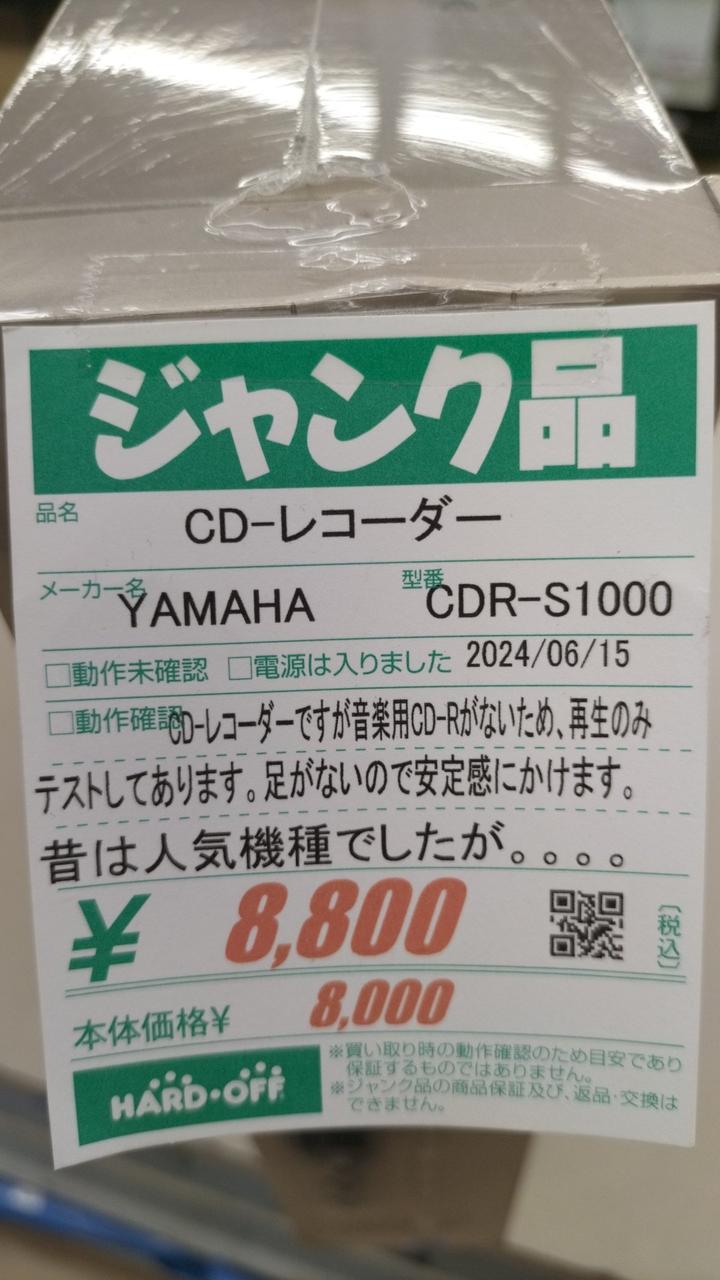 ジャンク品
品名
CD-レコーダー
メーカー名 YAMAHA 型番 CDR-S1000
□動作未確認 □電源は入りました 2024/06/15
□動作確認 CD-レコーダーですが音楽用CD-Rがないため、再生のみ
テストしてあります。足がないので安定感にかけます。
昔は人気機種でしたが。。。。
¥ 8,800 〔税込〕
本体価格¥ 8,000
HARD・OFF
※買い取り時の動作確認のため目安であり
保証するものではありません。
※ジャンク品の商品保証及び、返品・交換は
できません。